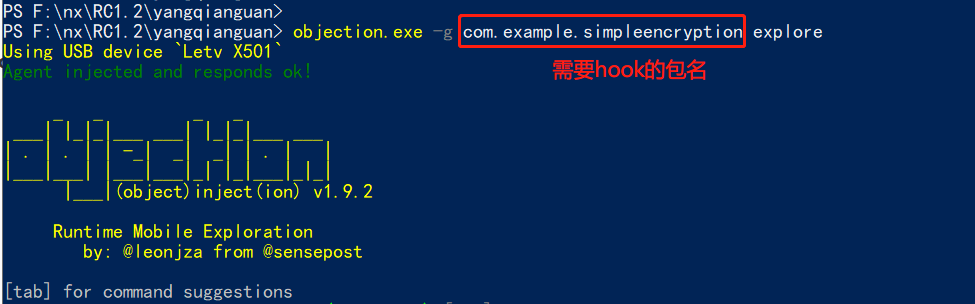 PS F:\nx\RC1.2\yangqianguan>
PS F:\nx\RC1.2\yangqianguan> objection.exe -g com.example.simpleencryption explore
Using USB device `Letv X501`
需要hook的包名
Agent injected and responds ok!
(object)inject(ion) v1.9.2
Runtime Mobile Exploration
by: @leonjza from @sensepost
[tab] for command suggestions